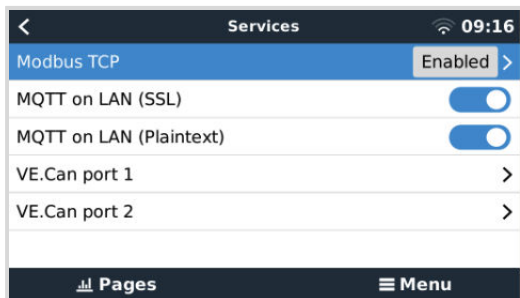 Services 09:16
Modbus TCP Enabled
MQTT on LAN (SSL)
MQTT on LAN (Plaintext)
VE.Can port 1
VE.Can port 2
Pages Menu